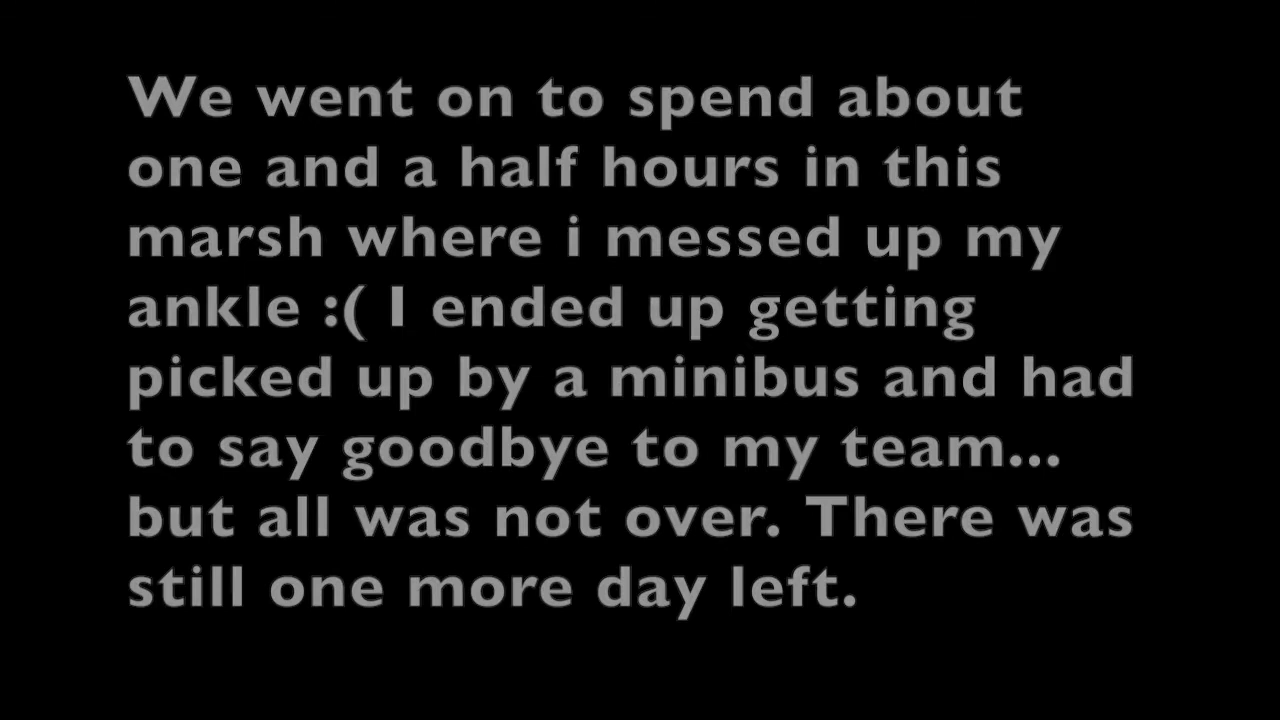 We went on to spend about
one and a half hours in this
marsh where i messed up my
ankle :( I ended up getting
picked up by a minibus and had
to say goodbye to my team...
but all was not over. There was
still one more day left.